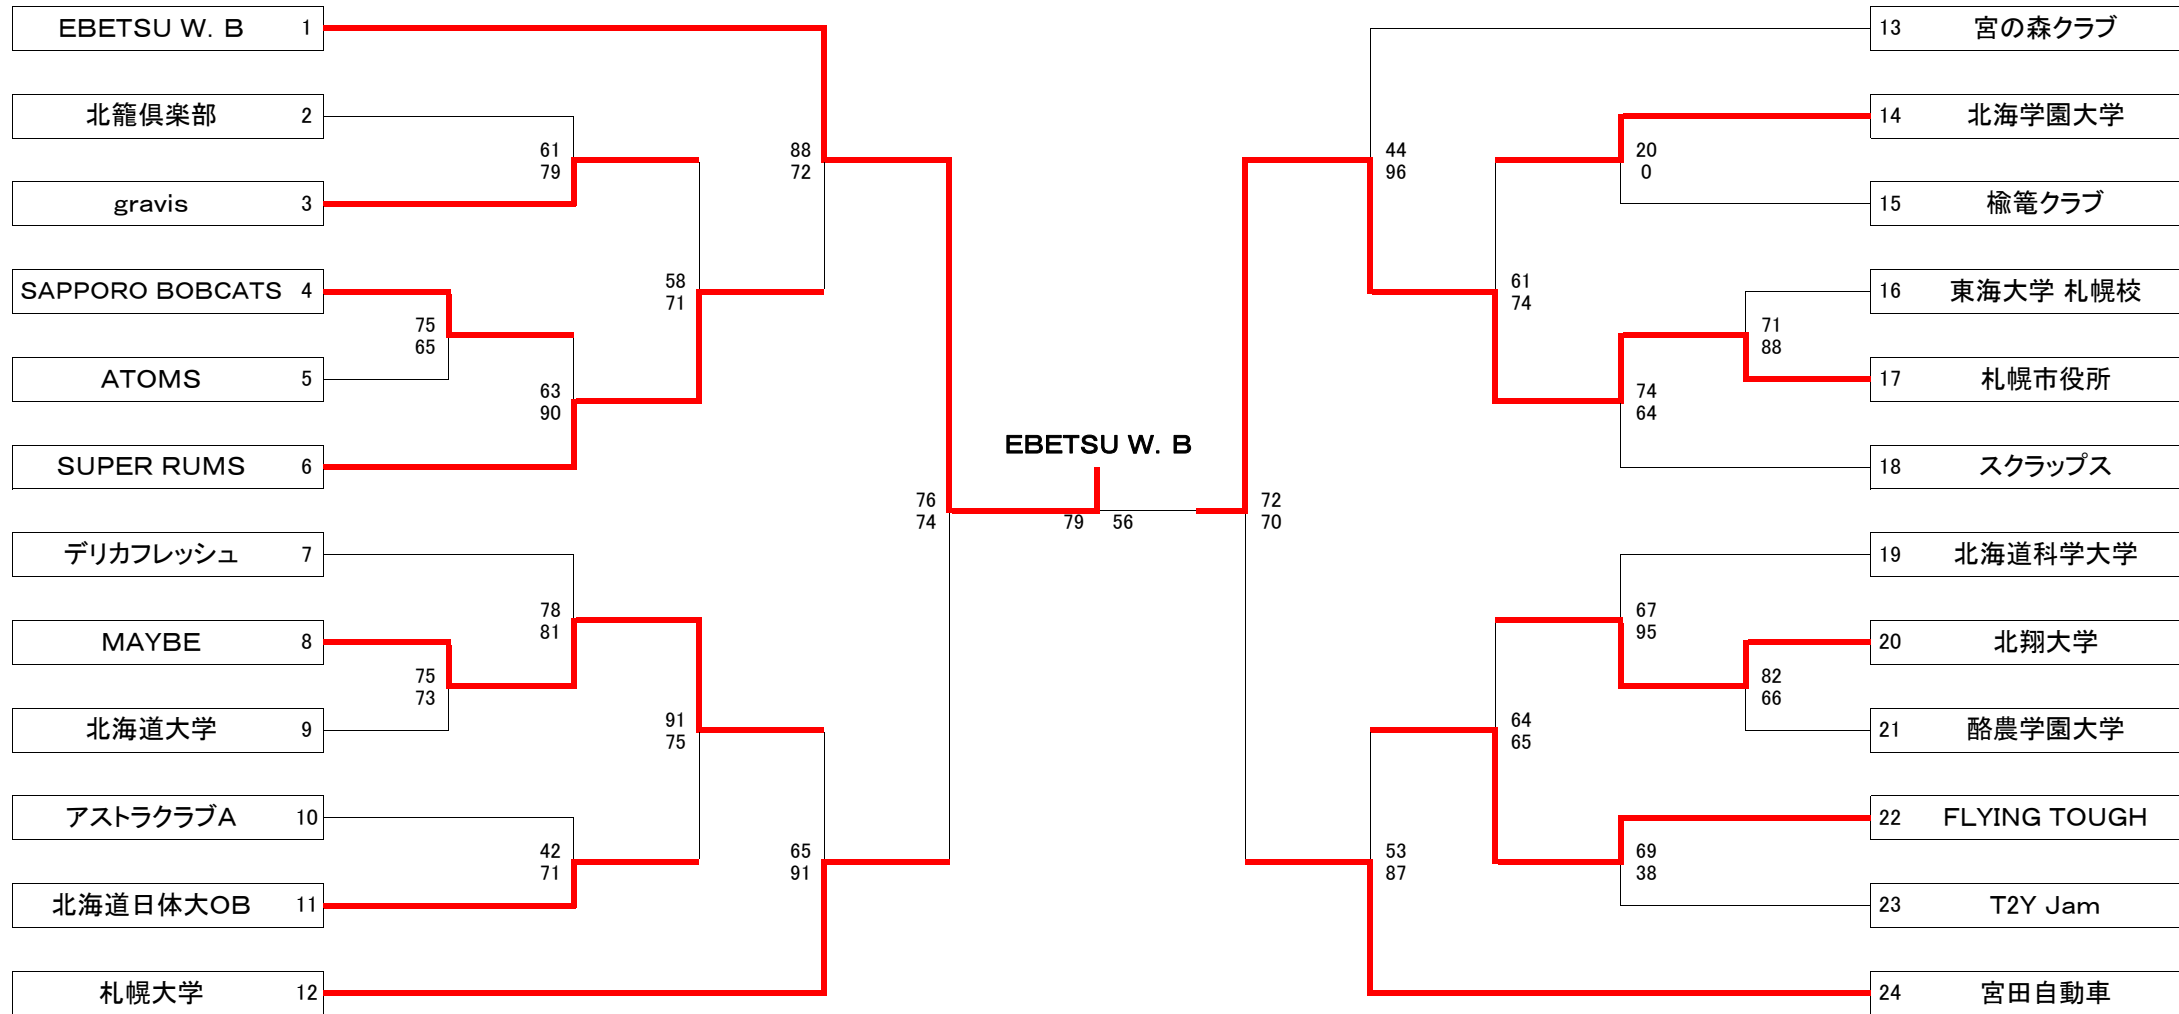 EBETSU W. B 1
北籠倶楽部 2
gravis 3
SAPPORO BOBCATS 4
ATOMS 5
SUPER RUMS 6
デリカフレッシュ 7
MAYBE 8
北海道大学 9
アストラクラブA 10
北海道日体大OB 11
札幌大学 12
61
79
75
65
63
90
58
71
88
72
78
81
75
73
91
75
42
71
65
91
76
74
EBETSU W. B
79 56
72
70
44
96
20
0
61
74
71
88
74
64
67
95
82
66
64
65
69
38
53
87
13 宮の森クラブ
14 北海学園大学
15 楡篭クラブ
16 東海大学 札幌校
17 札幌市役所
18 スクラップス
19 北海道科学大学
20 北翔大学
21 酪農学園大学
22 FLYING TOUGH
23 T2Y Jam
24 宮田自動車